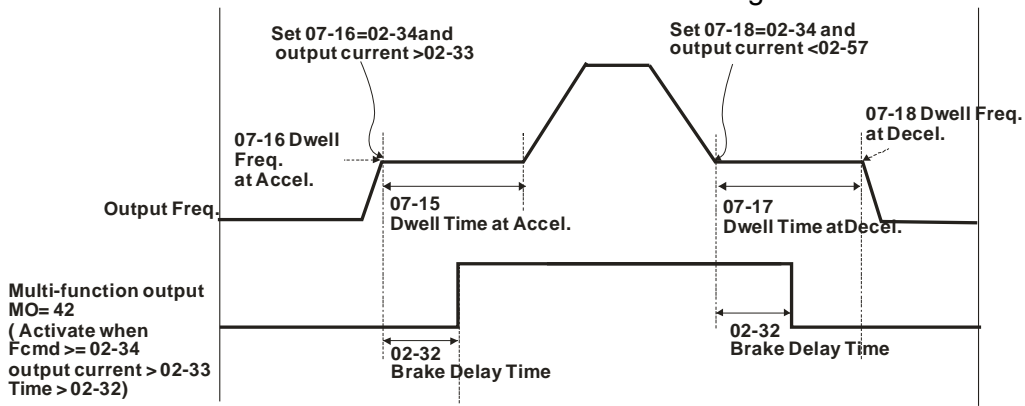 Set 07-16=02-34and
output current >02-33
Set 07-18=02-34 and
output current <02-57
07-16 Dwell
Freq.
at Accel.
07-18 Dwell Freq.
at Decel.
07-15
Dwell Time at Accel.
07-17
Dwell Time atDecel.
Output Freq.
Multi-function output
MO= 42
( Activate when
Fcmd >= 02-34
output current > 02-33
Time > 02-32)
02-32
Brake Delay Time
02-32
Brake Delay Time